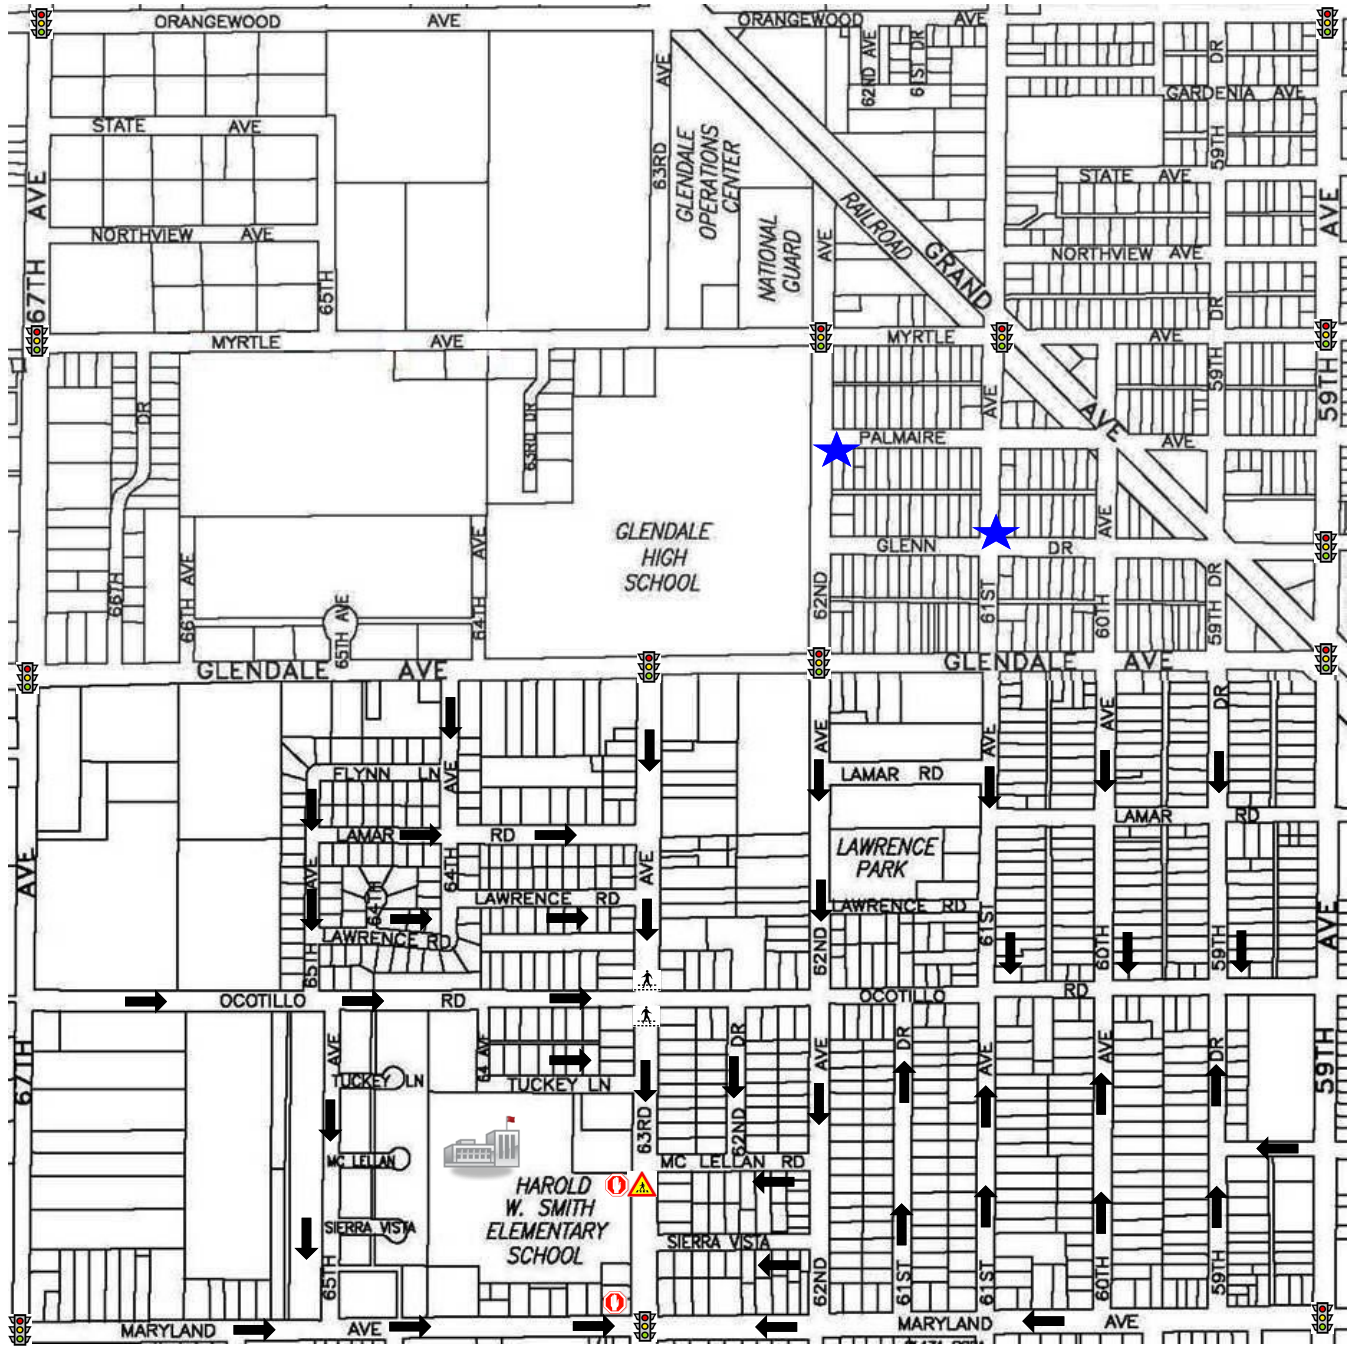 ORANGEWOOD AVE
ORANGEWOOD AVE
62ND AVE
61ST DR
59TH DR
GARDENIA AVE
STATE AVE
63RD AVE
GLENDALE
OPERATIONS
CENTER
59TH
STATE AVE
67TH AVE
NORTHVIEW AVE
65TH
NATIONAL
GUARD
AVE
RAILROAD
GRAND AVE
NORTHVIEW AVE
DR
59TH AVE
MYRTLE AVE
MYRTLE AVE
DR
63RD DR
AVE
59TH
PALMAIRE AVE
GLENDALE
HIGH
SCHOOL
66TH
66TH AVE
65TH AVE
64TH AVE
62ND
GLENN DR
61ST
60TH AVE
59TH DR
GLENDALE AVE
GLENDALE AVE
AVE
AVE
AVE
DR
FLYNN LN
AVE
LAMAR RD
LAMAR RD
LAMAR RD
LAWRENCE
PARK
AVE
AVE
64TH
64TH
AVE
LAWRENCE RD
LAWRENCE RD
LAWRENCE RD
65TH
62ND
61ST
60TH
59TH
AVE
OCOTILLO RD
OCOTILLO RD
67TH
AVE
64 AVE
DR
AVE
DR
AVE
AVE
DR
59TH
TUCKEY LN
TUCKEY LN
63RD
62ND
MC LELLAN
MC LELLAN RD
HAROLD
W. SMITH
ELEMENTARY
SCHOOL
SIERRA VISTA
SIERRA VISTA
65TH
62ND
61ST
61ST
60TH
59TH
MARYLAND AVE
MARYLAND AVE